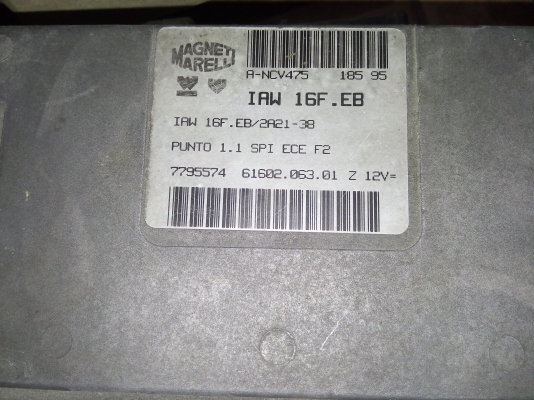 MAGNETI
MARELLI
A-NCV475 185 95
IAW 16F.EB
IAW 16F.EB/2A21-38
PUNTO 1.1 SPI ECE F2
7795574 61602.063.01 Z 12V=